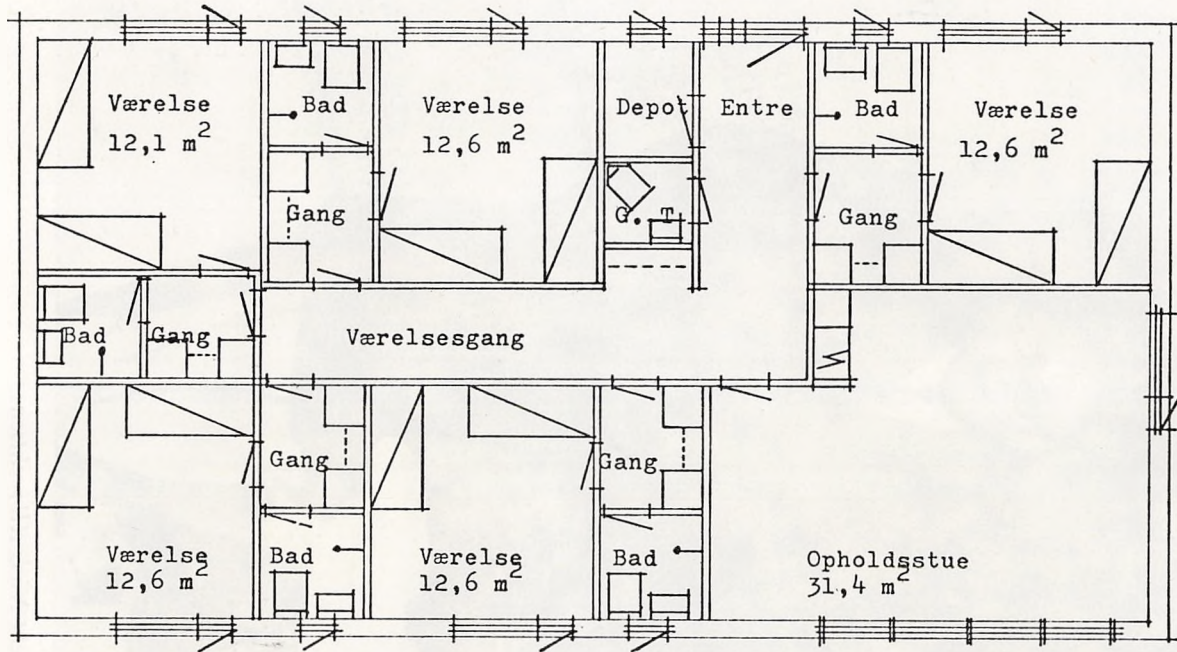 Værelse
12,1 m²
Bad
Værelse
12,6 m²
Depot
Entre
Bad
Værelse
12,6 m²
Gang
G. T
Gang
Bad
Gang
Værelsesgang
Gang
Gang
Værelse
12,6 m²
Bad
Værelse
12,6 m²
Bad
Opholdsstue
31,4 m²